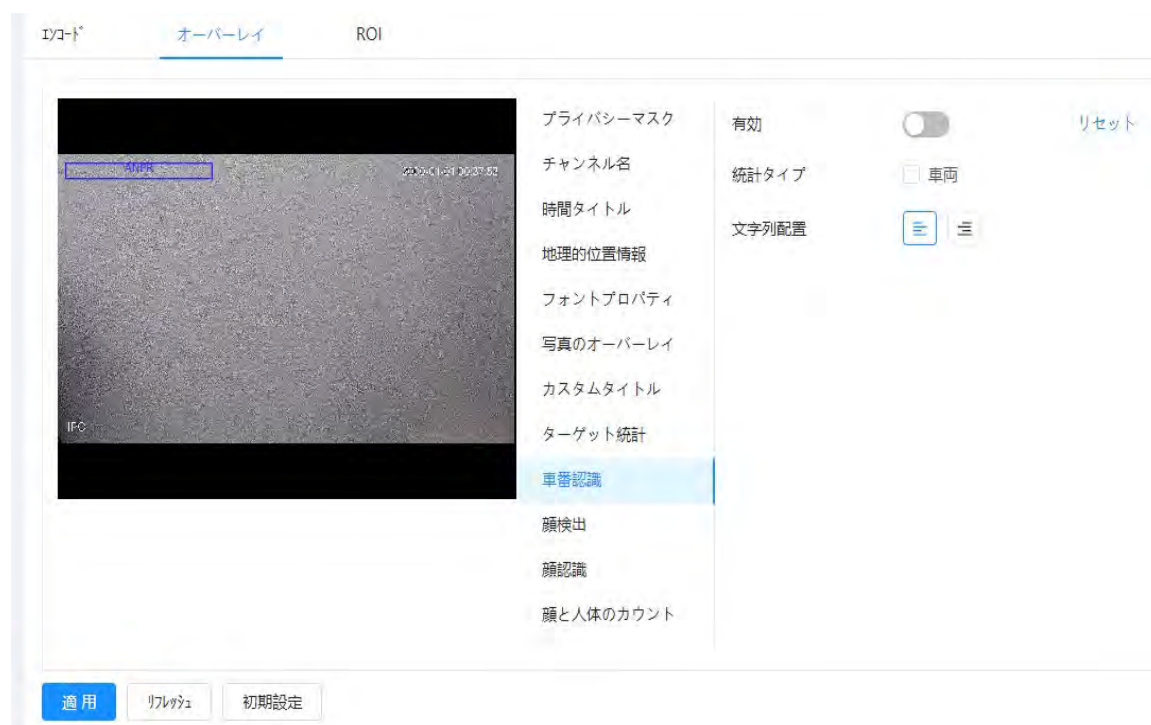 ｴﾝｺｰﾄﾞ
オーバーレイ
ROI
ANPR
IPC
プライバシーマスク
チャンネル名
時間タイトル
地理的位置情報
フォントプロパティ
写真のオーバーレイ
カスタムタイトル
ターゲット統計
車番認識
顔検出
顔認識
顔と人体のカウント
有効
リセット
統計タイプ
車両
文字列配置
適用
ﾘﾌﾚｯｼｭ
初期設定